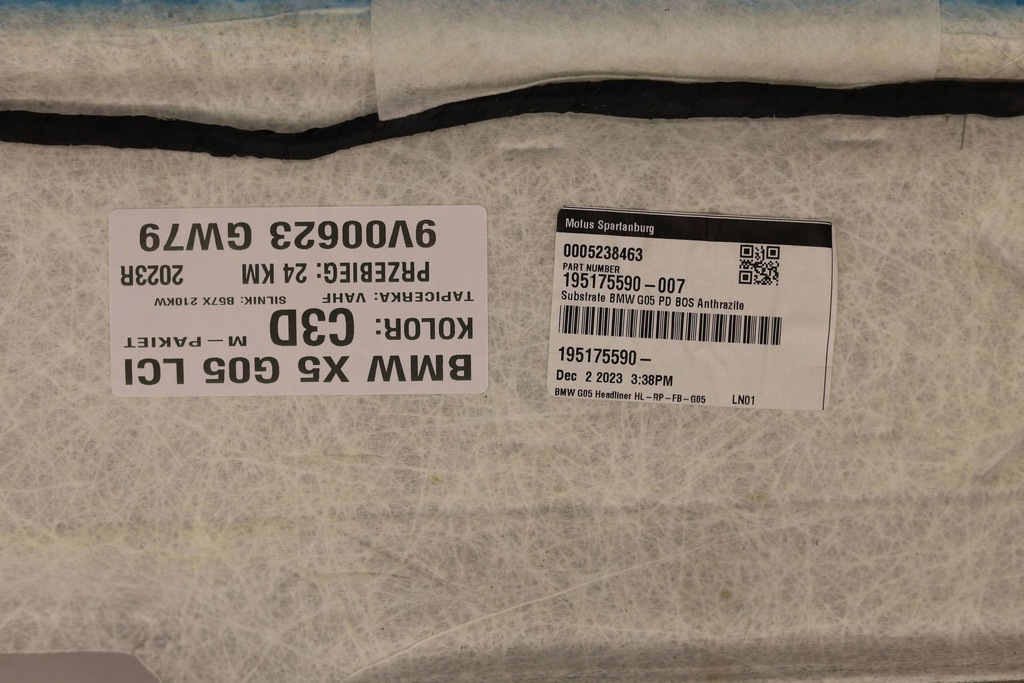 BMW X5 G05 LCI
KOLOR: C3D M-PAKIET
TAPICERKA: VAHF SILNIK: B57X 210KW
PRZEBIEG: 24 KM 2023R
9V00623 GW79
Motus Spartanburg
0005238463
PART NUMBER
195175590-007
Substrate BMW G05 PD BOS Anthrazite
195175590-
Dec 2 2023 3:38PM
BMW G05 Headliner HL-RP-FB-G05 LN01